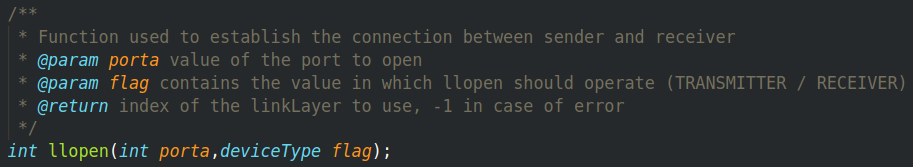 /**
 * Function used to establish the connection between sender and receiver
 * @param porta value of the port to open
 * @param flag contains the value in which llopen should operate (TRANSMITTER / RECEIVER)
 * @return index of the linkLayer to use, -1 in case of error
 */
int llopen(int porta,deviceType flag);